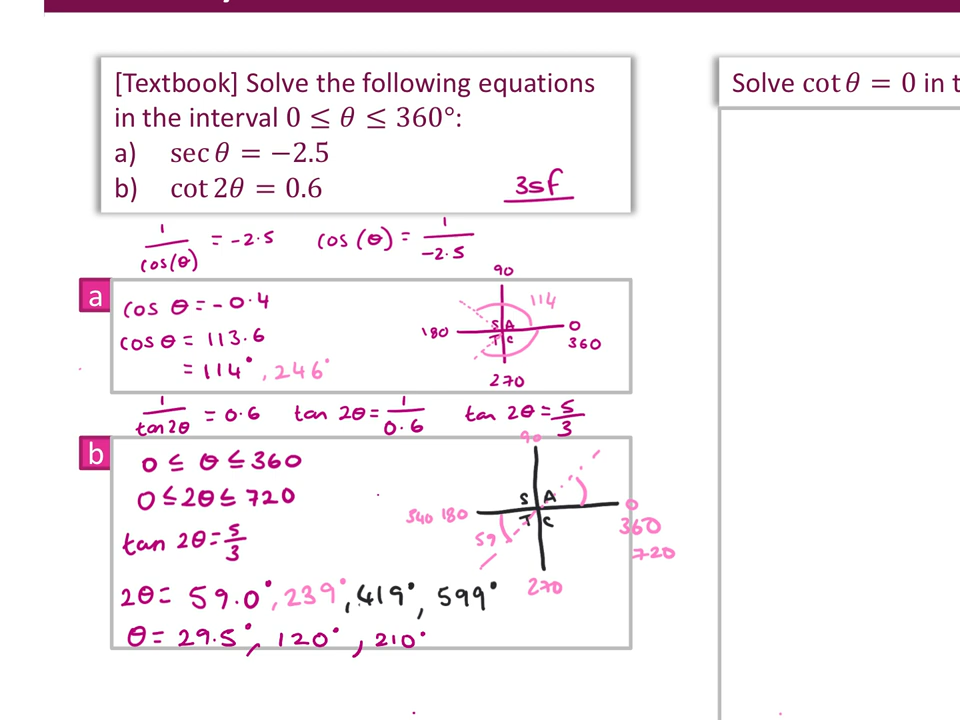 [Textbook] Solve the following equations
in the interval 0 ≤ θ ≤ 360°:
a) sec θ = −2.5
b) cot 2θ = 0.6
3sf
Solve cot θ = 0 in t
1/cos(θ) = -2.5 cos(θ) = 1/-2.5
a
cos θ = -0.4
cos θ = 113.6
= 114°, 246°
90
114
180
S A
T C
0
360
270
1/tan2θ = 0.6 tan 2θ = 1/0.6 tan 2θ = 5/3
b
0 ≤ θ ≤ 360
0 ≤ 2θ ≤ 720
tan 2θ = 5/3
2θ = 59.0°, 239°, 419°, 599°
θ = 29.5°, 120°, 210°
90
S A
T C
540 180
59
0
360
720
270